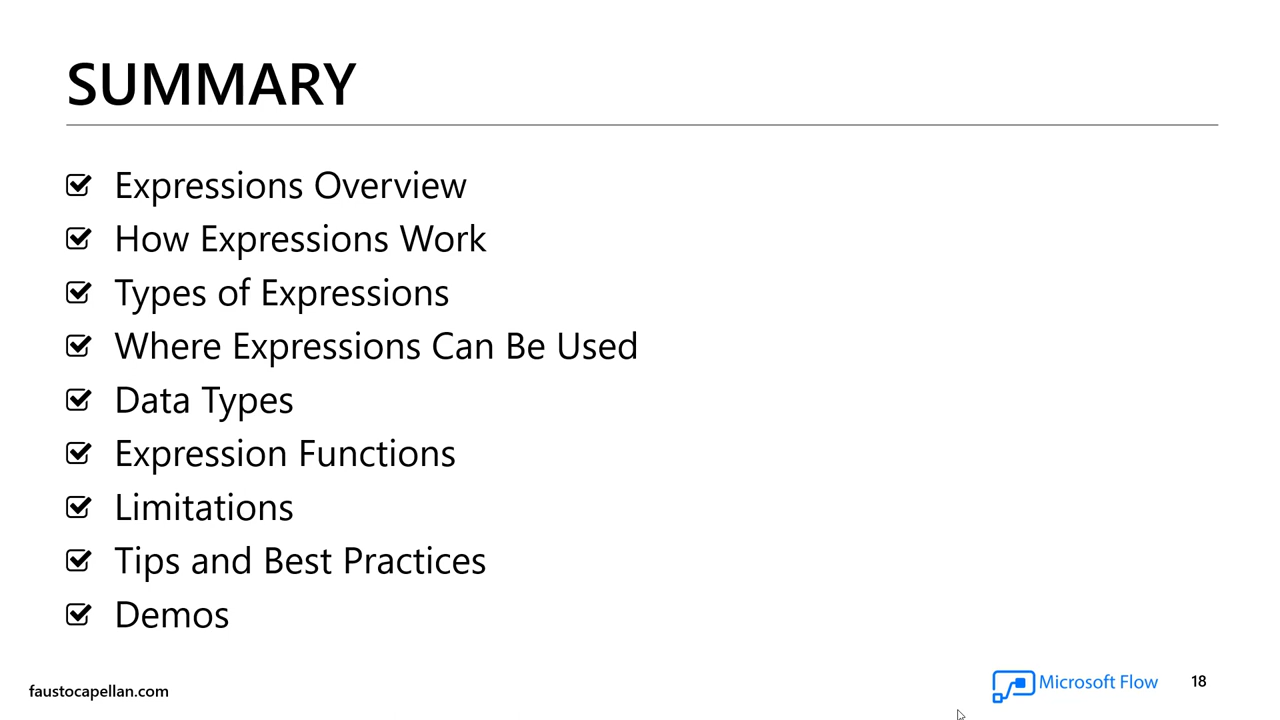 SUMMARY
Expressions Overview
How Expressions Work
Types of Expressions
Where Expressions Can Be Used
Data Types
Expression Functions
Limitations
Tips and Best Practices
Demos
faustocapellan.com
Microsoft Flow
18